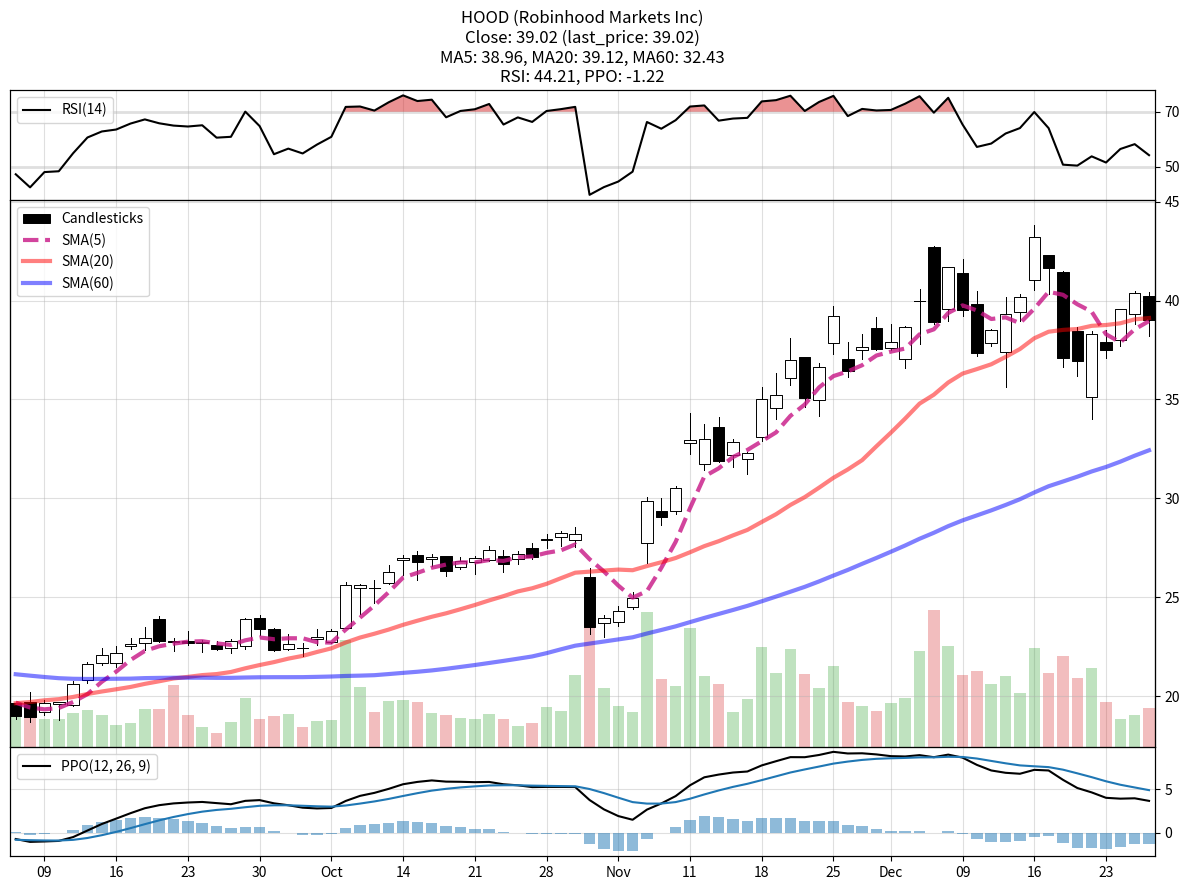 HOOD (Robinhood Markets Inc)
Close: 39.02 (last_price: 39.02)
MA5: 38.96, MA20: 39.12, MA60: 32.43
RSI: 44.21, PPO: -1.22
RSI(14)
70
50
45
Candlesticks
SMA(5)
SMA(20)
SMA(60)
40
35
30
25
20
PPO(12, 26, 9)
5
0
09 16 23 30 Oct 14 21 28 Nov 11 18 25 Dec 09 16 23